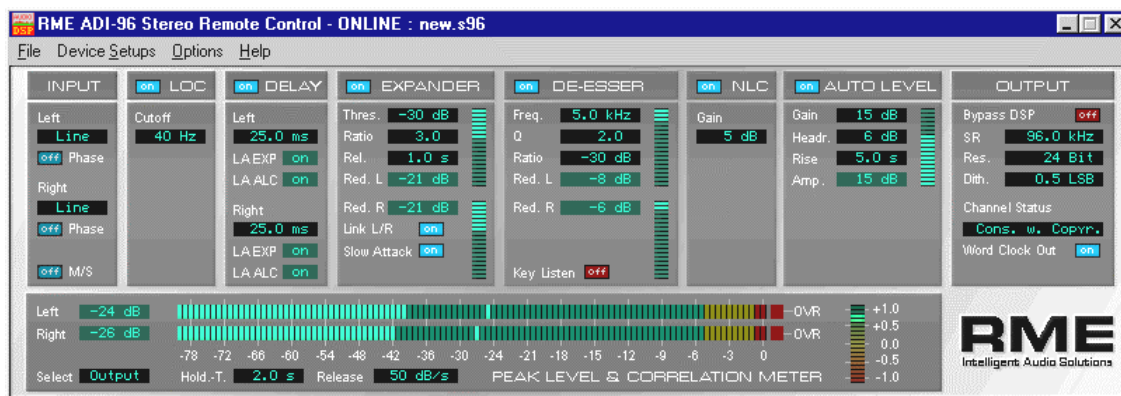 AUDIO DSP RME ADI-96 Stereo Remote Control - ONLINE : new.s96
File Device Setups Options Help
INPUT
Left
Line
off Phase
Right
Line
off Phase
off M/S
on LOC
Cutoff
40 Hz
on DELAY
Left
25.0 ms
LA EXP on
LA ALC on
Right
25.0 ms
LA EXP on
LA ALC on
on EXPANDER
Thres. -30 dB
Ratio 3.0
Rel. 1.0 s
Red. L -21 dB
Red. R -21 dB
Link L/R on
Slow Attack on
on DE-ESSER
Freq. 5.0 kHz
Q 2.0
Ratio -30 dB
Red. L -8 dB
Red. R -6 dB
Key Listen off
on NLC
Gain
5 dB
on AUTO LEVEL
Gain 15 dB
Headr. 6 dB
Rise 5.0 s
Amp. 15 dB
OUTPUT
Bypass DSP off
SR 96.0 kHz
Res. 24 Bit
Dith. 0.5 LSB
Channel Status
Cons. w. Copyr.
Word Clock Out on
Left -24 dB OVR
Right -26 dB OVR
-78 -72 -66 -60 -54 -48 -42 -36 -30 -24 -21 -18 -15 -12 -9 -6 -3 0
Select Output Hold.-T. 2.0 s Release 50 dB/s PEAK LEVEL & CORRELATION METER
+1.0
+0.5
0.0
-0.5
-1.0
RME
Intelligent Audio Solutions